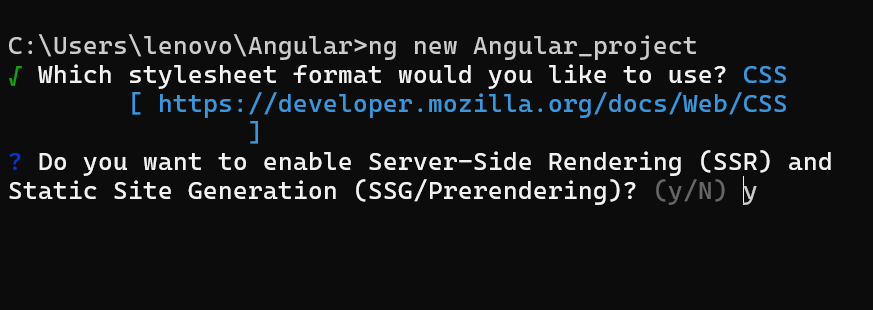 C:\Users\lenovo\Angular>ng new Angular_project
√ Which stylesheet format would you like to use? CSS
[ https://developer.mozilla.org/docs/Web/CSS
]
? Do you want to enable Server-Side Rendering (SSR) and
Static Site Generation (SSG/Prerendering)? (y/N) y